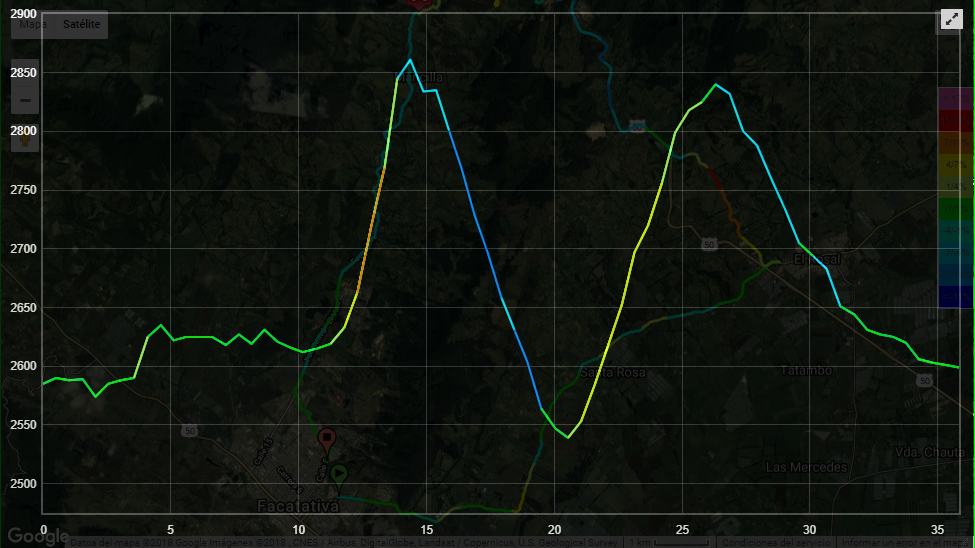 2900
Mapa Satélite
2850
2800
2750
2700
2650
2600
2550
2500
Mancilla
50
El Rosal
50
Santa Rosa
Tatambo
50
Las Mercedes
Vda. Chauta
Facatativá
0 5 10 15 20 25 30 35
Google
Datos del mapa ©2018 Google Imágenes ©2018 , CNES / Airbus, DigitalGlobe, Landsat / Copernicus, U.S. Geological Survey 1 km Condiciones del servicio Informar un error en el mapa